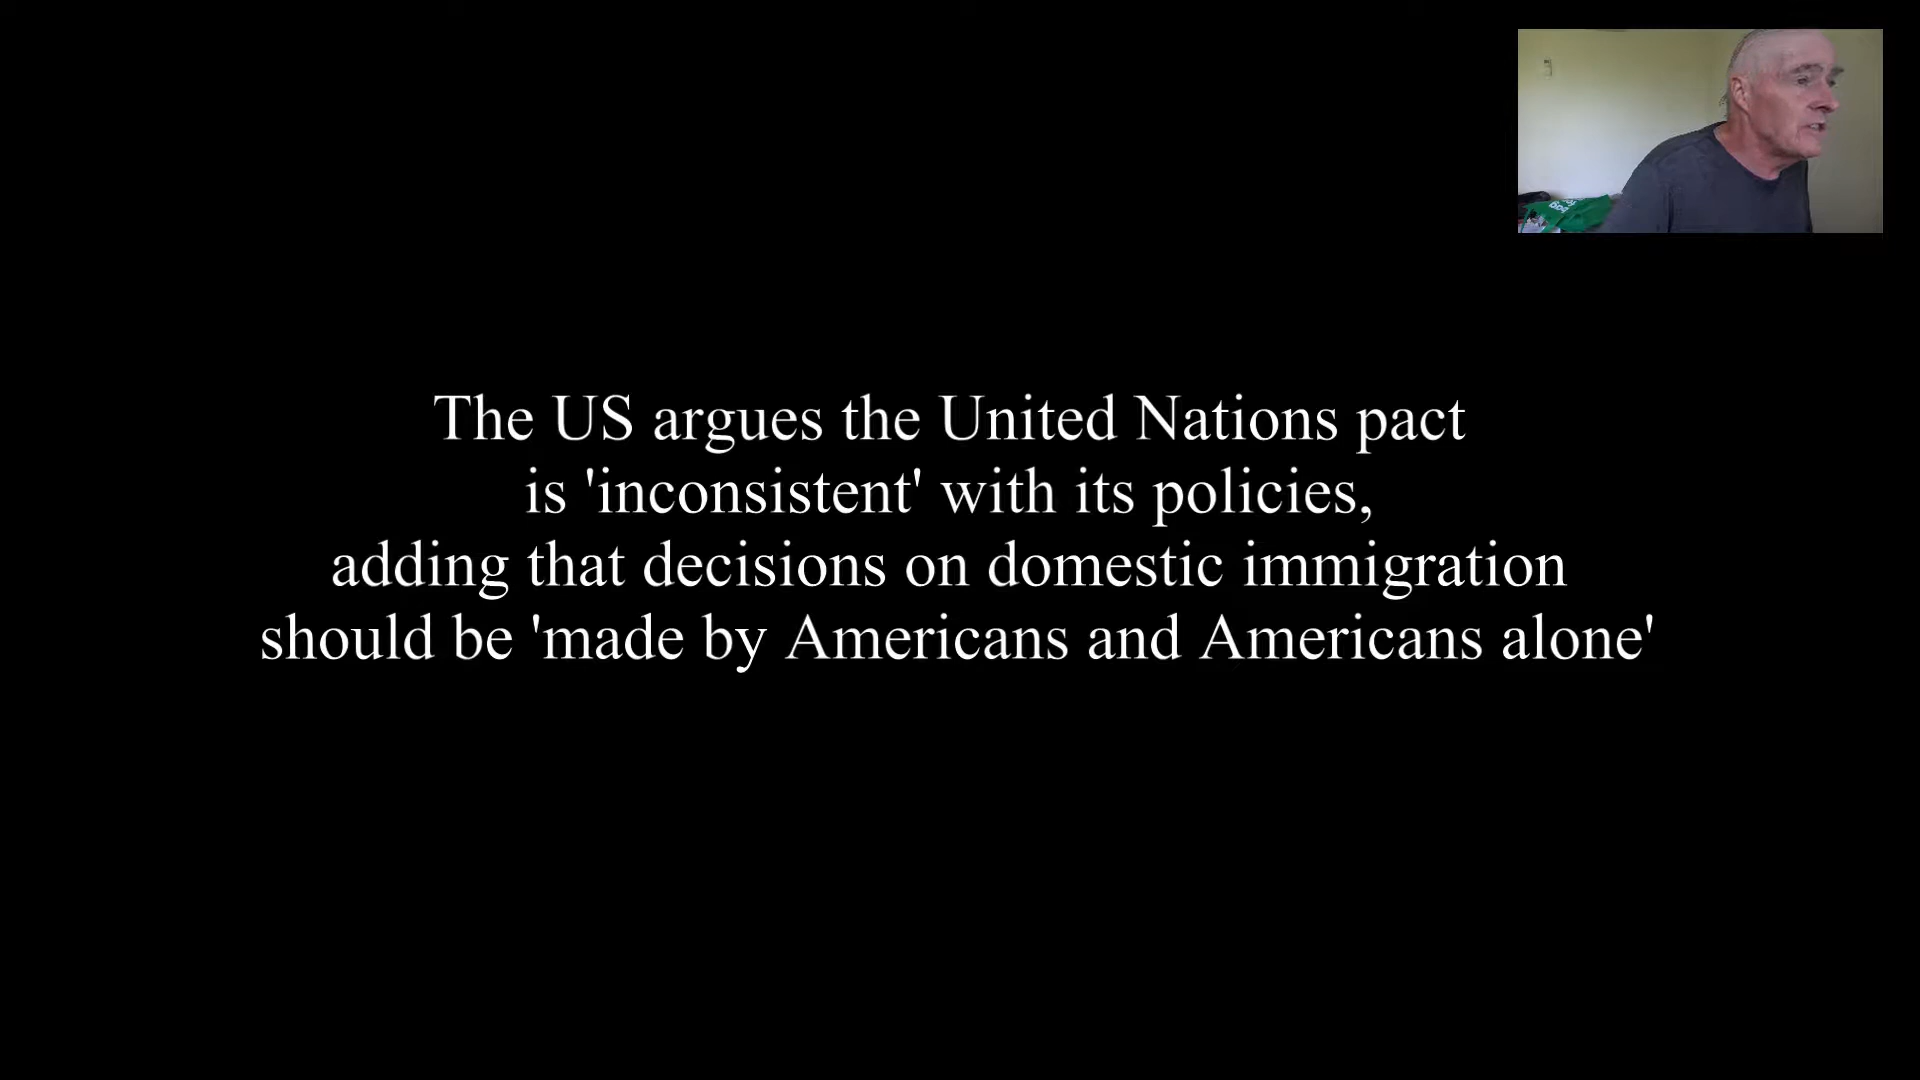 The US argues the United Nations pact
is 'inconsistent' with its policies,
adding that decisions on domestic immigration
should be 'made by Americans and Americans alone'